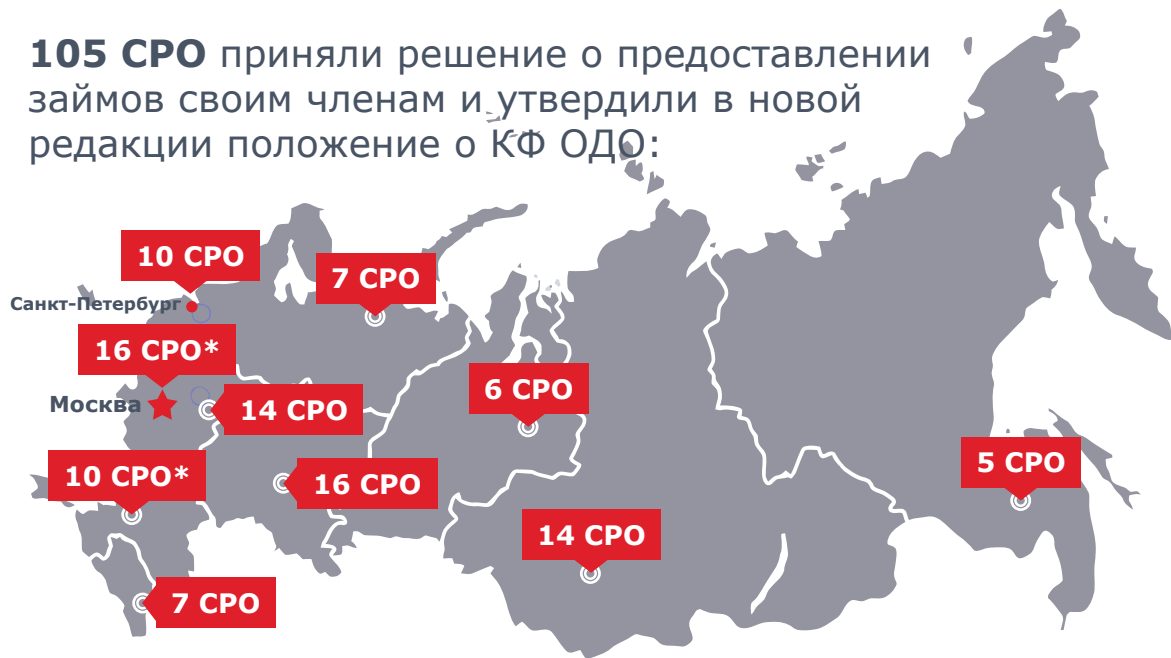 105 СРО приняли решение о предоставлении
займов своим членам и утвердили в новой
редакции положение о КФ ОДО:
10 СРО
7 СРО
Санкт-Петербург
16 СРО*
6 СРО
Москва
14 СРО
10 СРО*
16 СРО
5 СРО
14 СРО
7 СРО